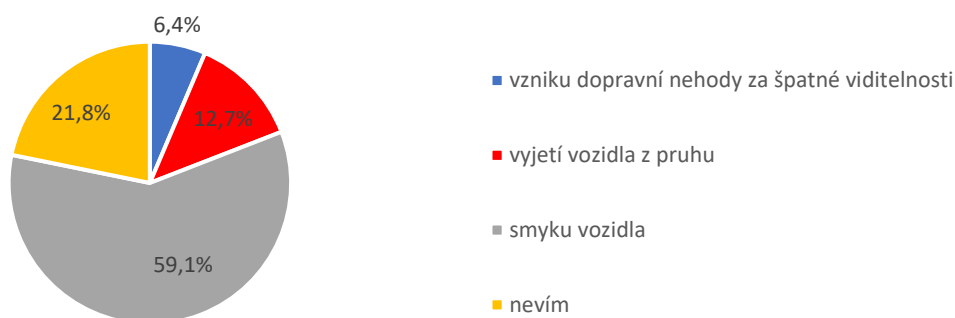 6,4%
12,7%
21,8%
59,1%
vzniku dopravní nehody za špatné viditelnosti
vyjetí vozidla z pruhu
smyku vozidla
nevím